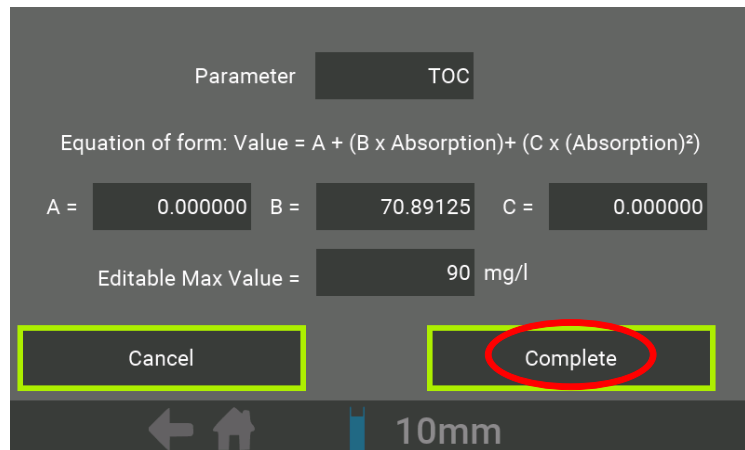 Parameter TOC
Equation of form: Value = A + (B x Absorption)+ (C x (Absorption)²)
A = 0.000000 B = 70.89125 C = 0.000000
Editable Max Value = 90 mg/l
Cancel Complete
10mm